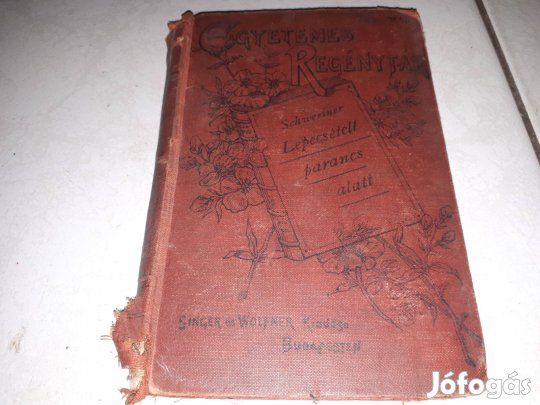 EGYETEMES
REGÉNYTÁR
Schweriner
Lepecsételt
parancs
alatt
SINGER és WOLFNER Kiadása
BUDAPESTEN
Jófogás